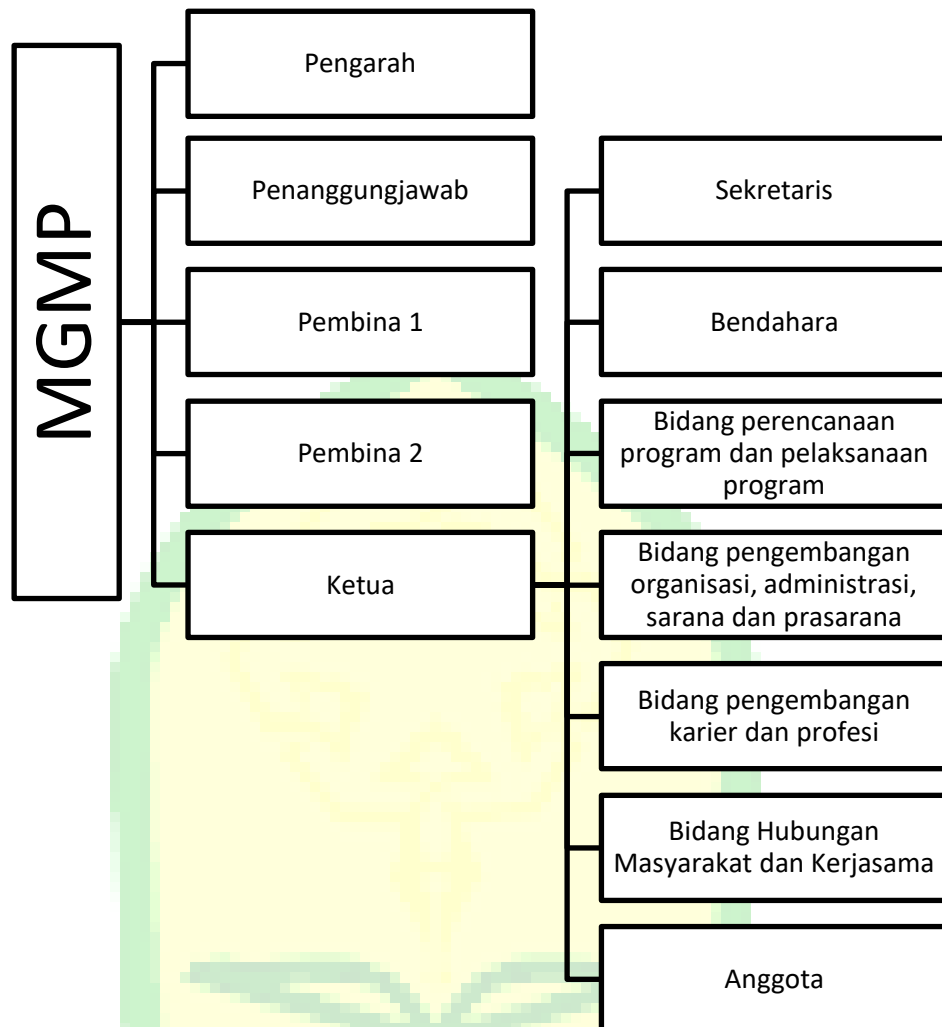 MGMP
Pengarah
Penanggungjawab
Pembina 1
Pembina 2
Ketua
Sekretaris
Bendahara
Bidang perencanaan
program dan pelaksanaan
program
Bidang pengembangan
organisasi, administrasi,
sarana dan prasarana
Bidang pengembangan
karier dan profesi
Bidang Hubungan
Masyarakat dan Kerjasama
Anggota